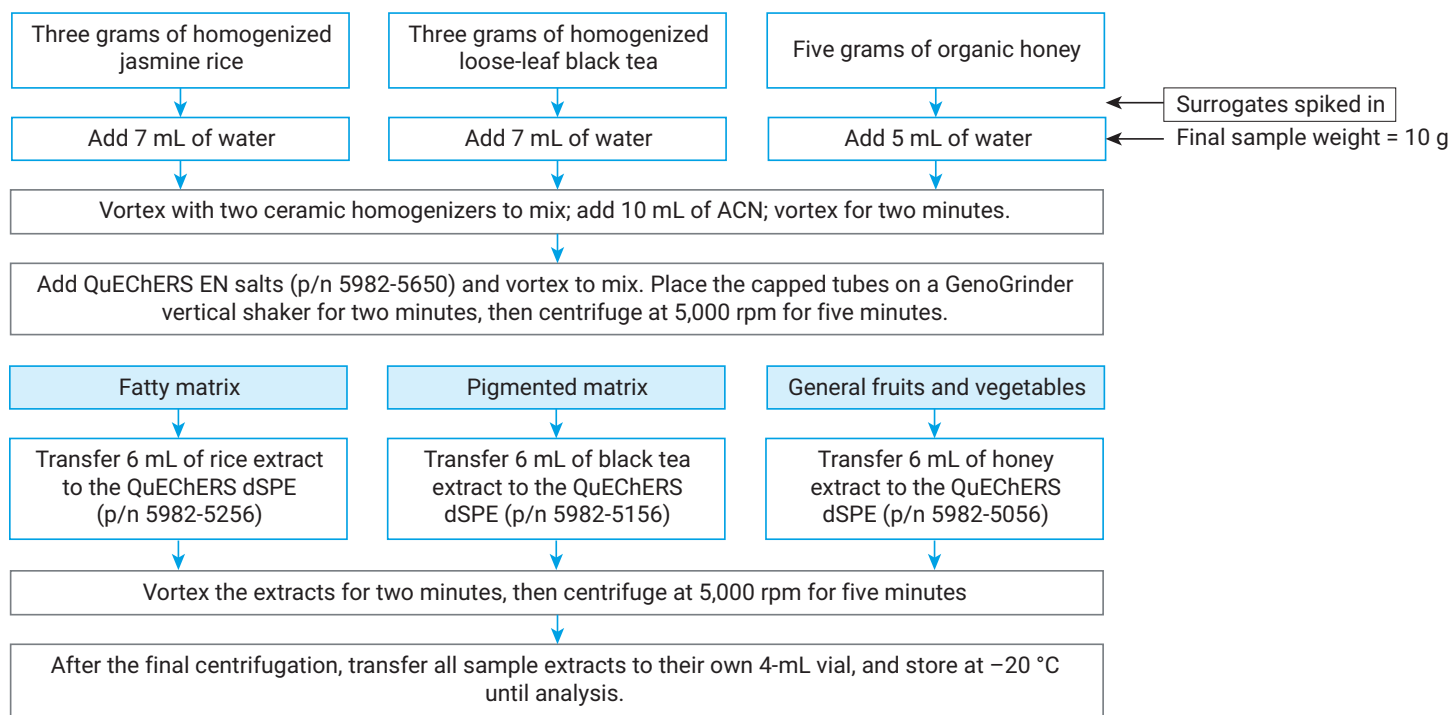 Three grams of homogenized
jasmine rice
Three grams of homogenized
loose-leaf black tea
Five grams of organic honey
Surrogates spiked in
Add 7 mL of water
Add 7 mL of water
Add 5 mL of water
Final sample weight = 10 g
Vortex with two ceramic homogenizers to mix; add 10 mL of ACN; vortex for two minutes.
Add QuEChERS EN salts (p/n 5982-5650) and vortex to mix. Place the capped tubes on a GenoGrinder
vertical shaker for two minutes, then centrifuge at 5,000 rpm for five minutes.
Fatty matrix
Pigmented matrix
General fruits and vegetables
Transfer 6 mL of rice extract
to the QuEChERS dSPE
(p/n 5982-5256)
Transfer 6 mL of black tea
extract to the QuEChERS
dSPE (p/n 5982-5156)
Transfer 6 mL of honey
extract to the QuEChERS
dSPE (p/n 5982-5056)
Vortex the extracts for two minutes, then centrifuge at 5,000 rpm for five minutes
After the final centrifugation, transfer all sample extracts to their own 4-mL vial, and store at –20 °C
until analysis.